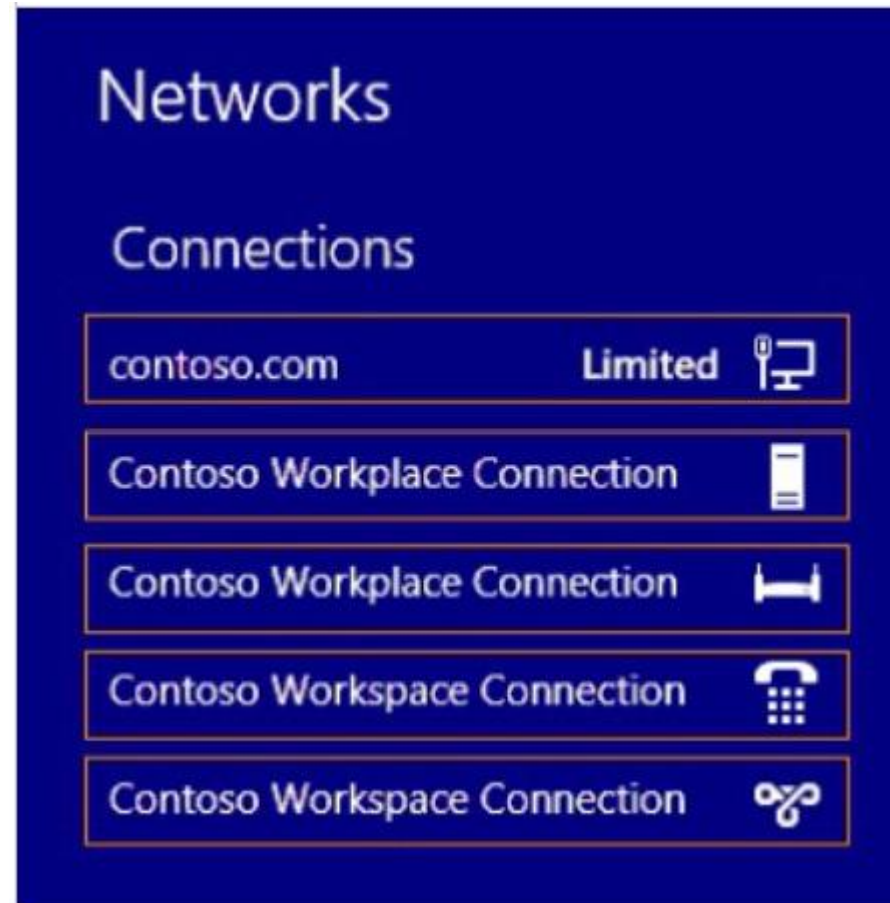 Networks
Connections
contoso.com Limited
Contoso Workplace Connection
Contoso Workplace Connection
Contoso Workspace Connection
Contoso Workspace Connection